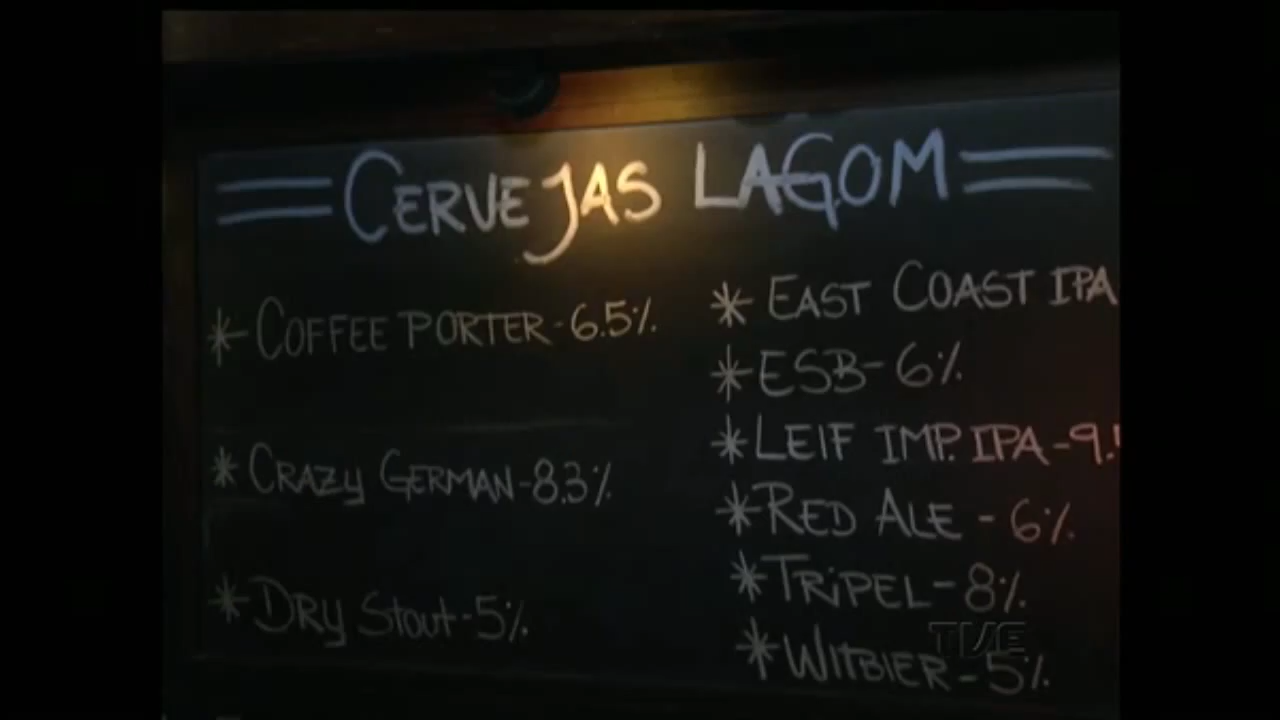 CERVEJAS LAGOM
* COFFEE PORTER - 6.5%
* CRAZY GERMAN - 8.3%
* DRY STOUT - 5%
* EAST COAST IPA
* ESB - 6%
* LEIF IMP. IPA - 9.
* RED ALE - 6%
* TRIPEL - 8%
* WITBIER - 5%
TVE